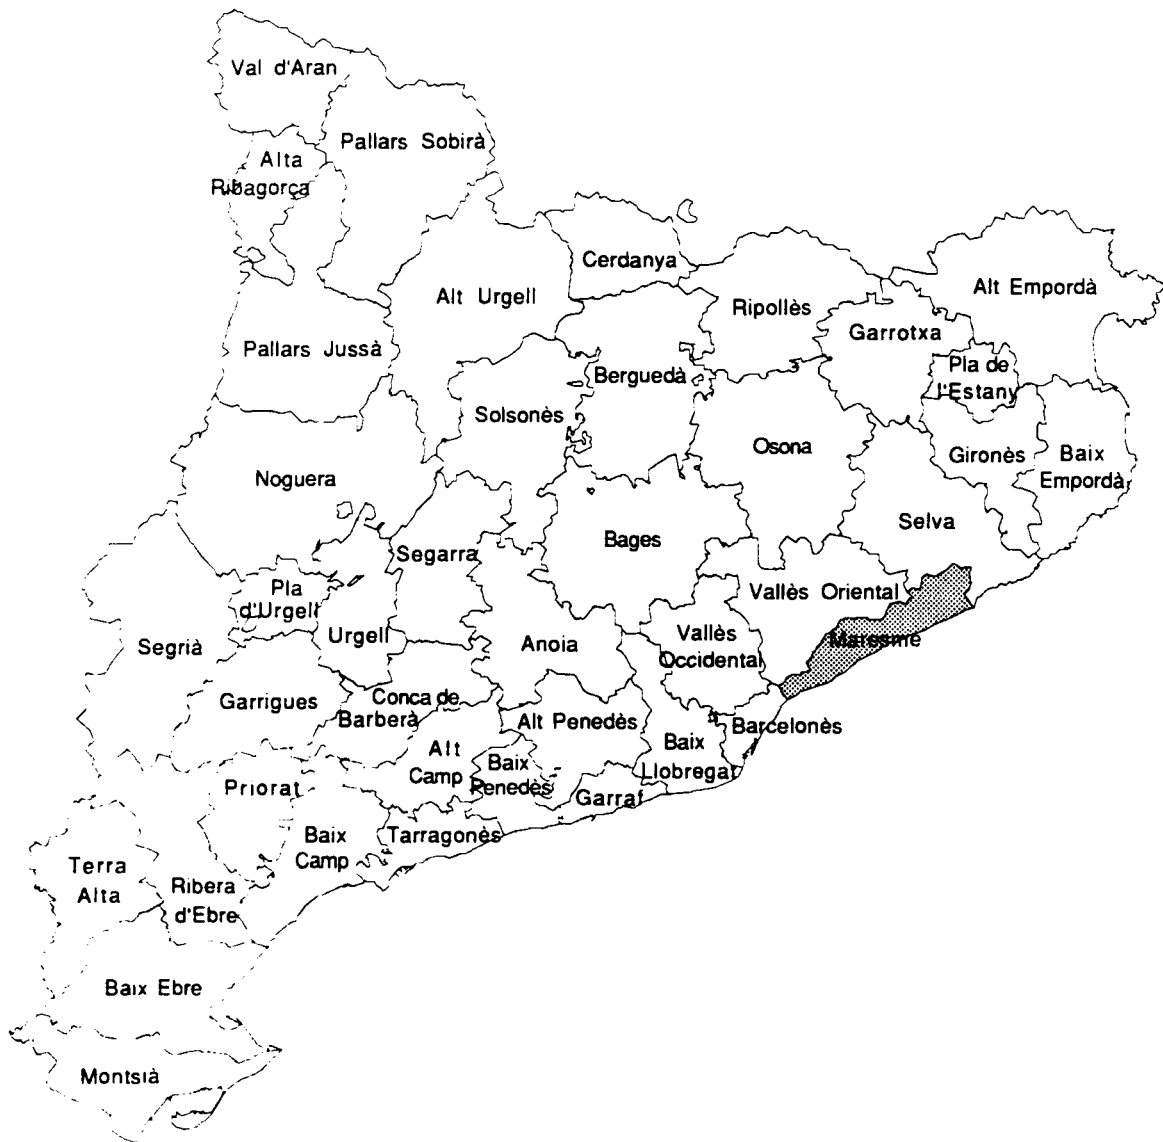 Val d'Aran
Pallars Sobirà
Alta
Ribagorça
Cerdanya
Alt Urgell
Ripollès
Alt Empordà
Garrotxa
Pallars Jussà
Pla de
l'Estany
Berguedà
Solsonès
Osona
Gironès
Baix
Empordà
Noguera
Selva
Bages
Segarra
Pla
d'Urgell
Vallès Oriental
Urgell
Segrià
Anoia
Vallès
Occidental
Maresme
Garrigues
Conca de
Barberà
Alt Penedès
Barcelonès
Alt
Camp
Baix
Penedès
Baix
Llobregat
Priorat
Garraf
Baix
Camp
Tarragonès
Terra
Alta
Ribera
d'Ebre
Baix Ebre
Montsià